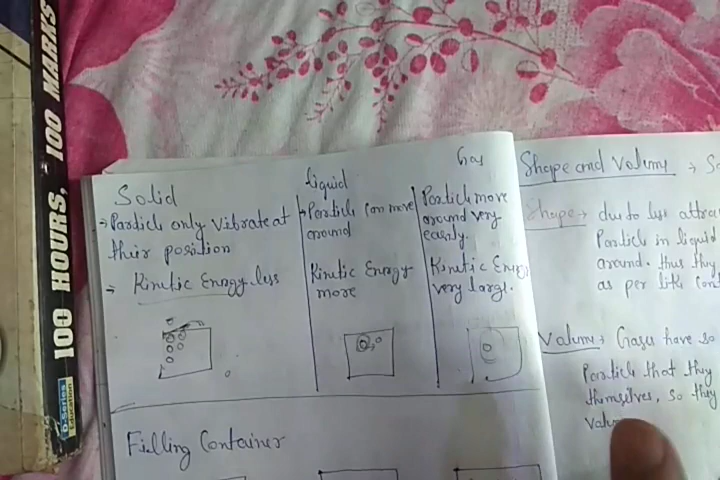 100 HOURS, 100 MARKS
D-Series
Education
Solid
→ Particle only vibrate at
their position
→ Kinetic Energy less
liquid
→ Particle can move
around
Kinetic Energy
more
Gas
Particle move
around very
easily.
Kinetic Energy
very large.
Filling Container
Shape and Volume →
Shape → due to less attrac
Particle in liquid
around. thus they
as per
Volume → Gases have so
Particle that they
themselves, so they